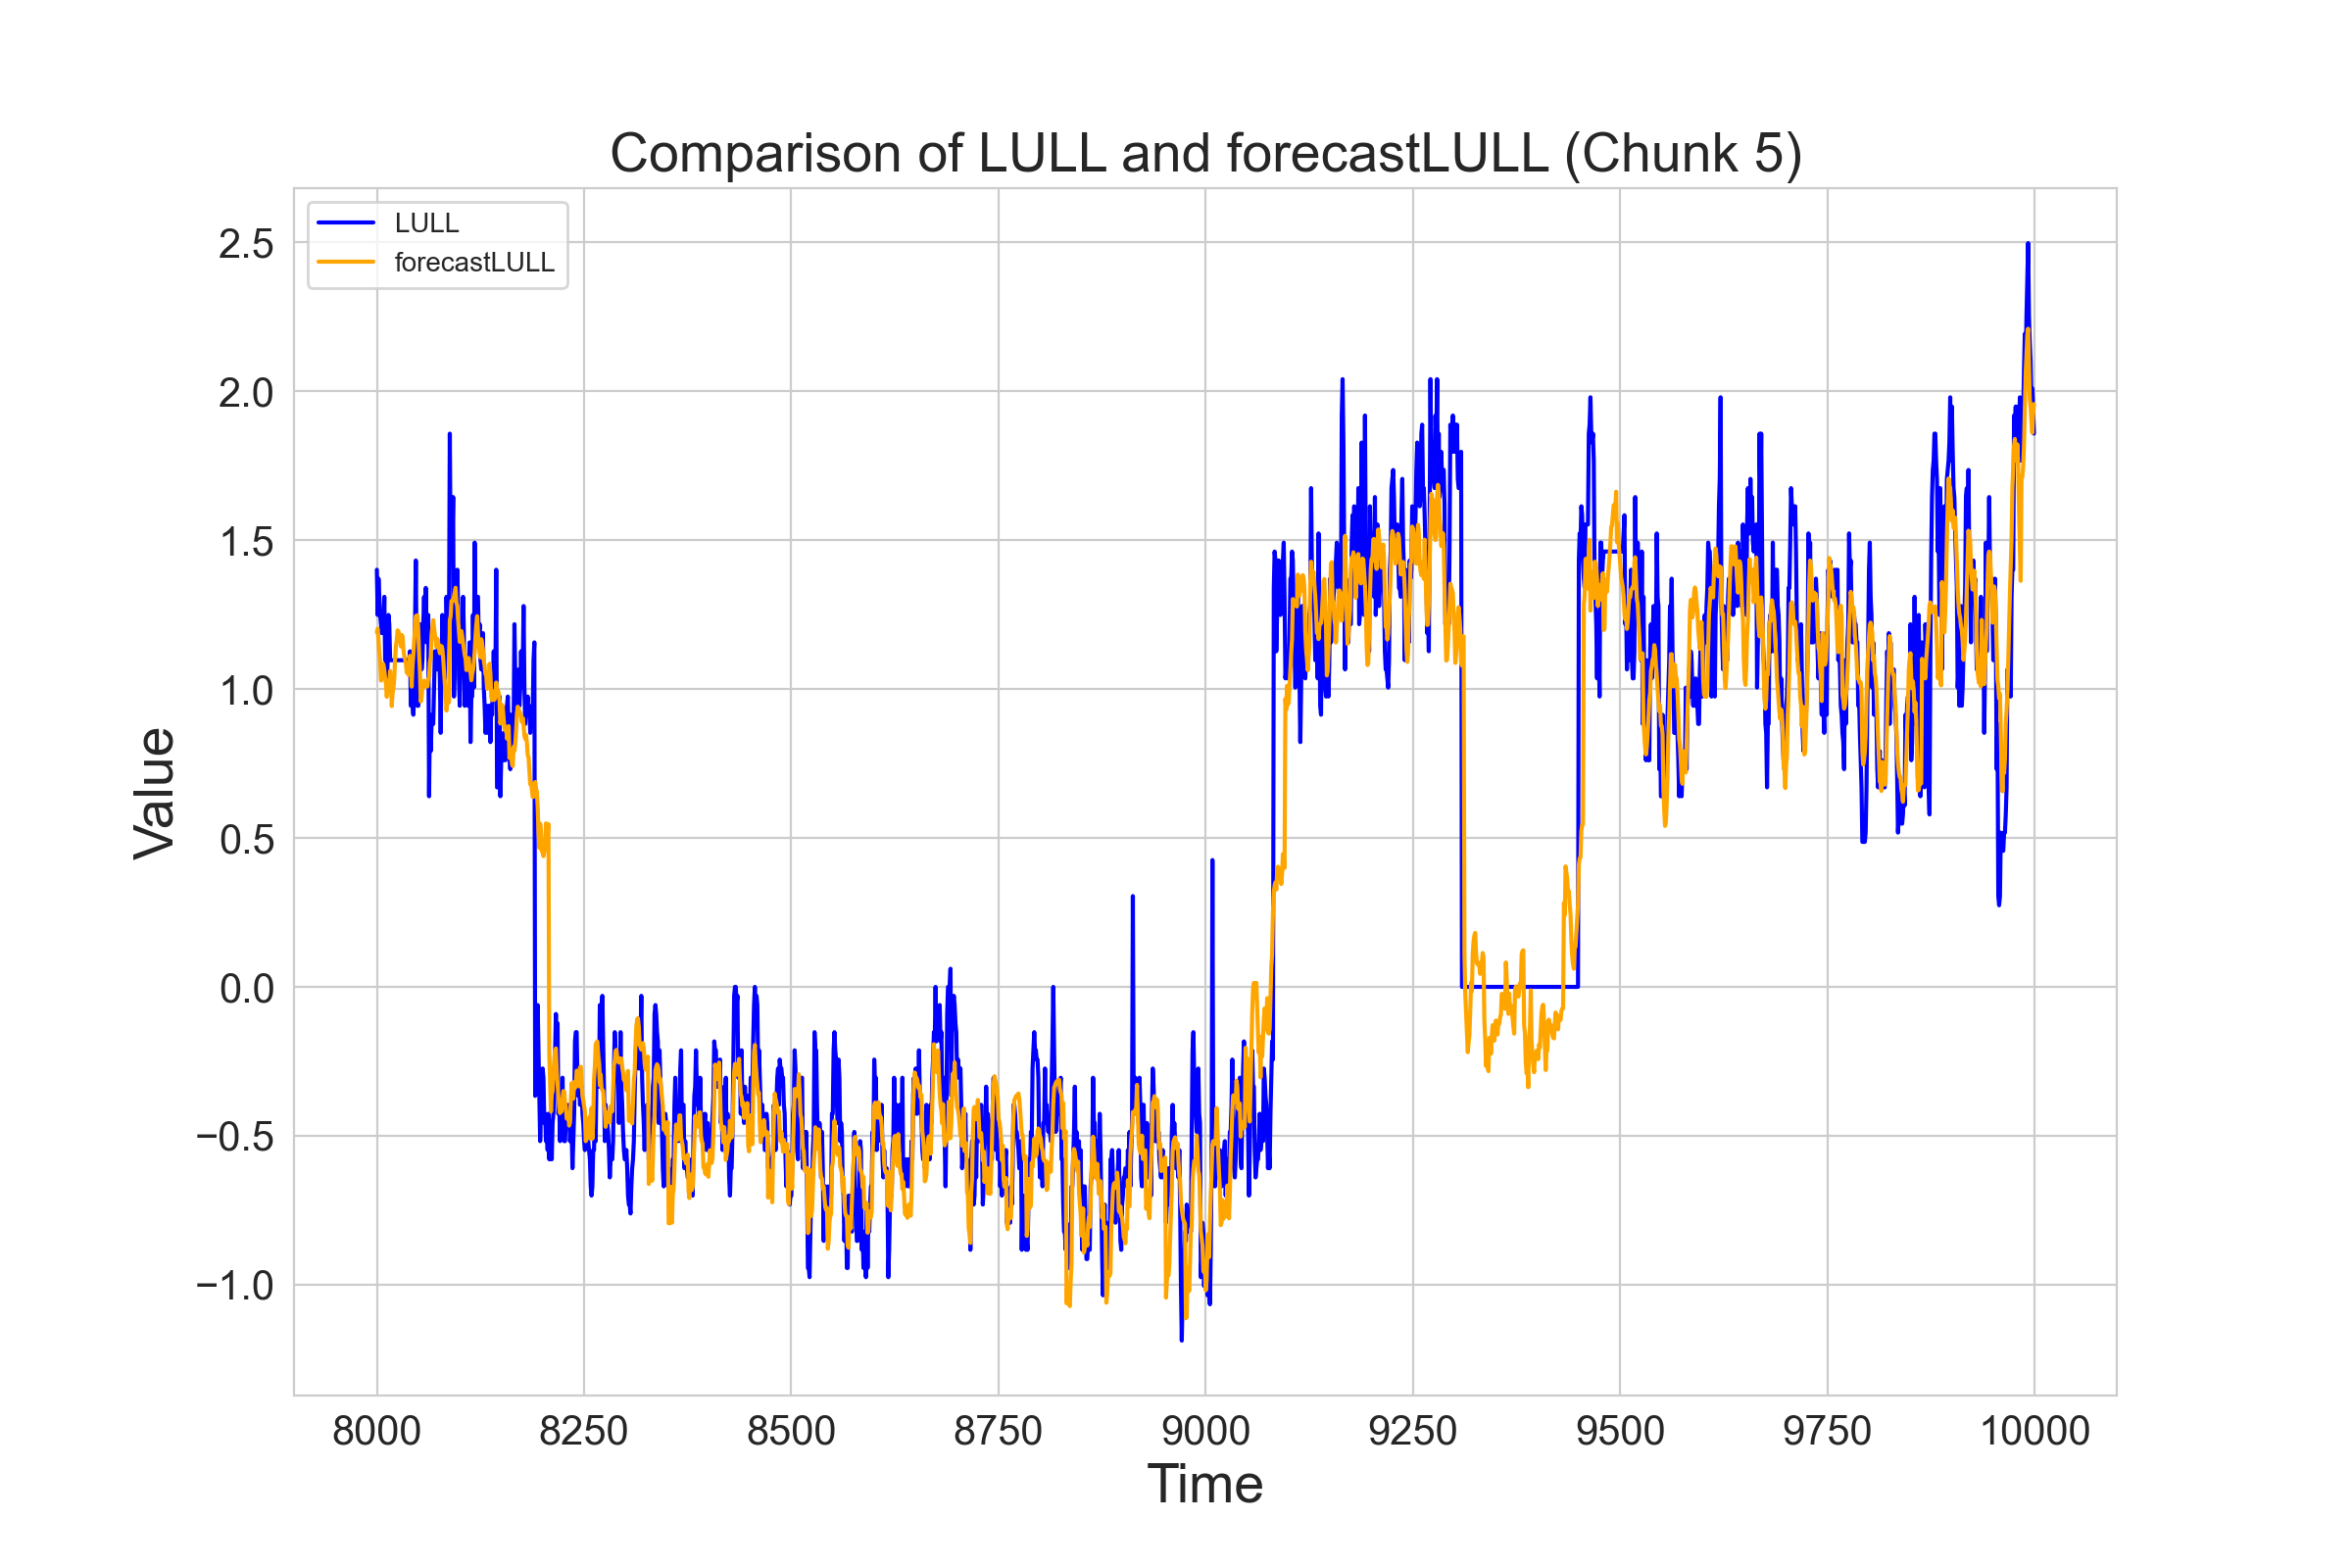 Comparison of LULL and forecastLULL (Chunk 5)
LULL
forecastLULL
2.5
2.0
1.5
1.0
0.5
0.0
−0.5
−1.0
Value
8000 8250 8500 8750 9000 9250 9500 9750 10000
Time